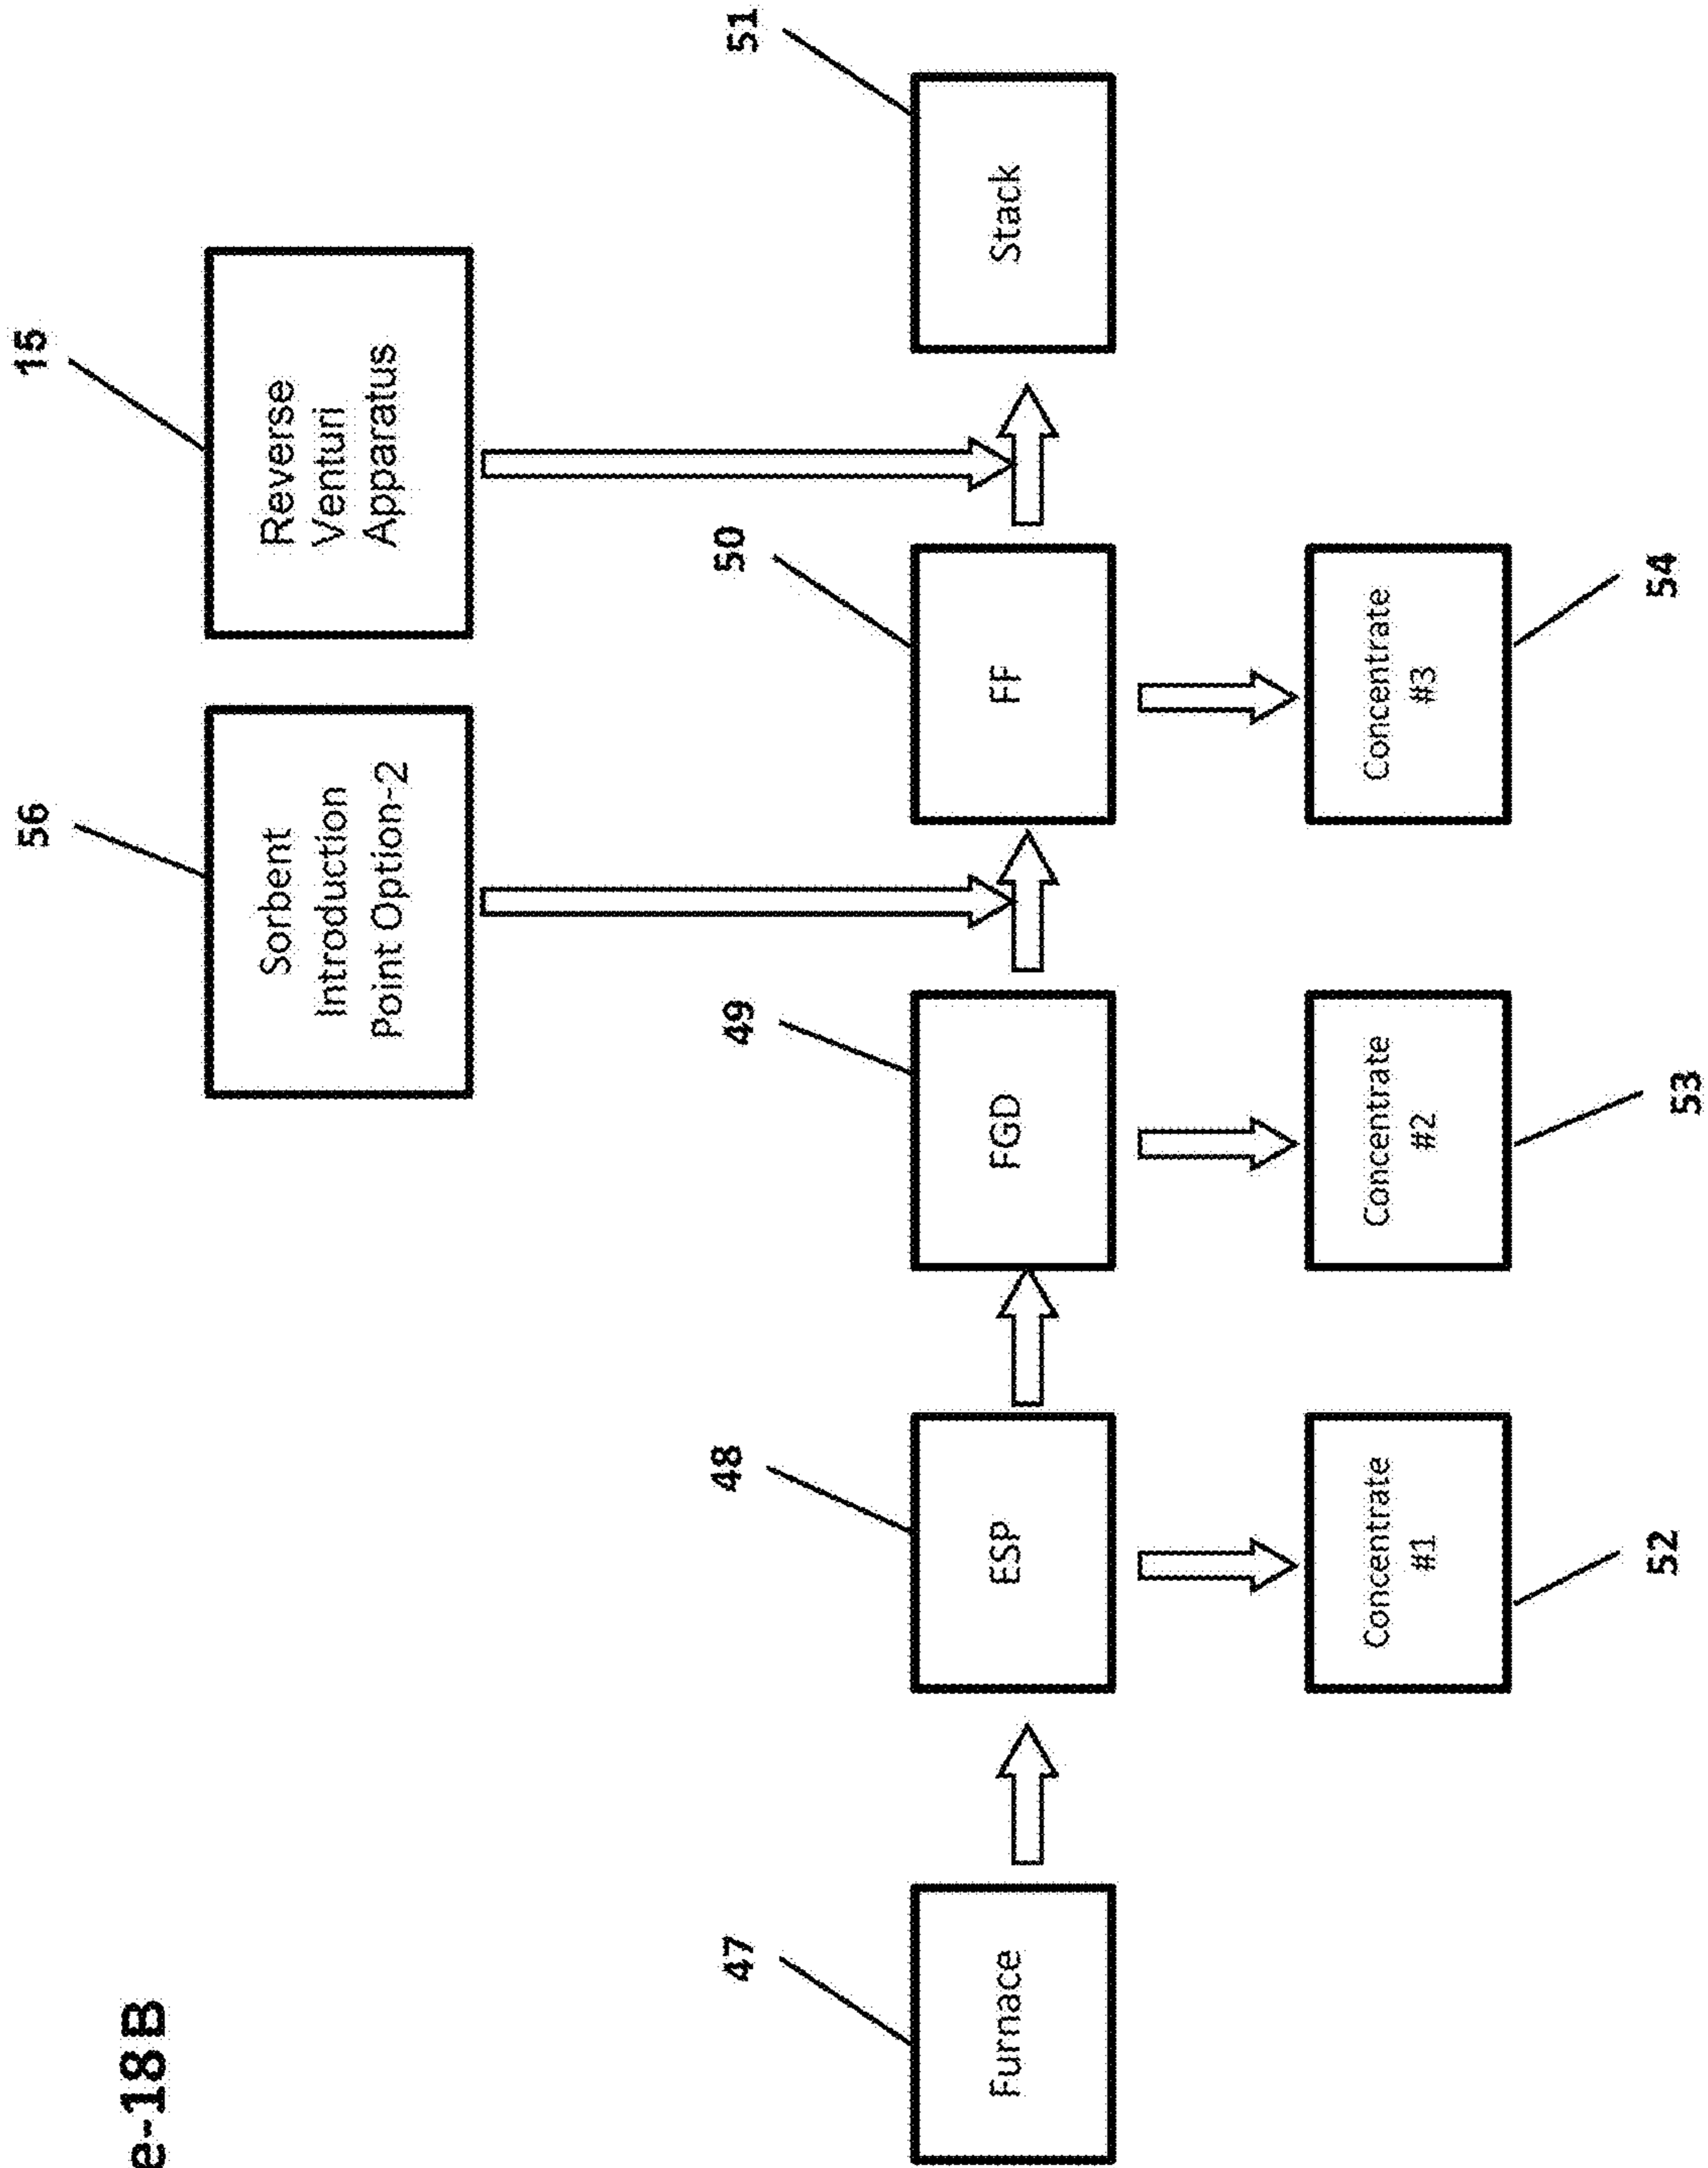 e-18 B
56
15
Sorbent
Introduction
Point Option-2
Reverse
Venturi
Apparatus
47
48
49
50
51
Furnace
ESP
FGD
FF
Stack
Concentrate
#1
Concentrate
#2
Concentrate
#3
52
53
54